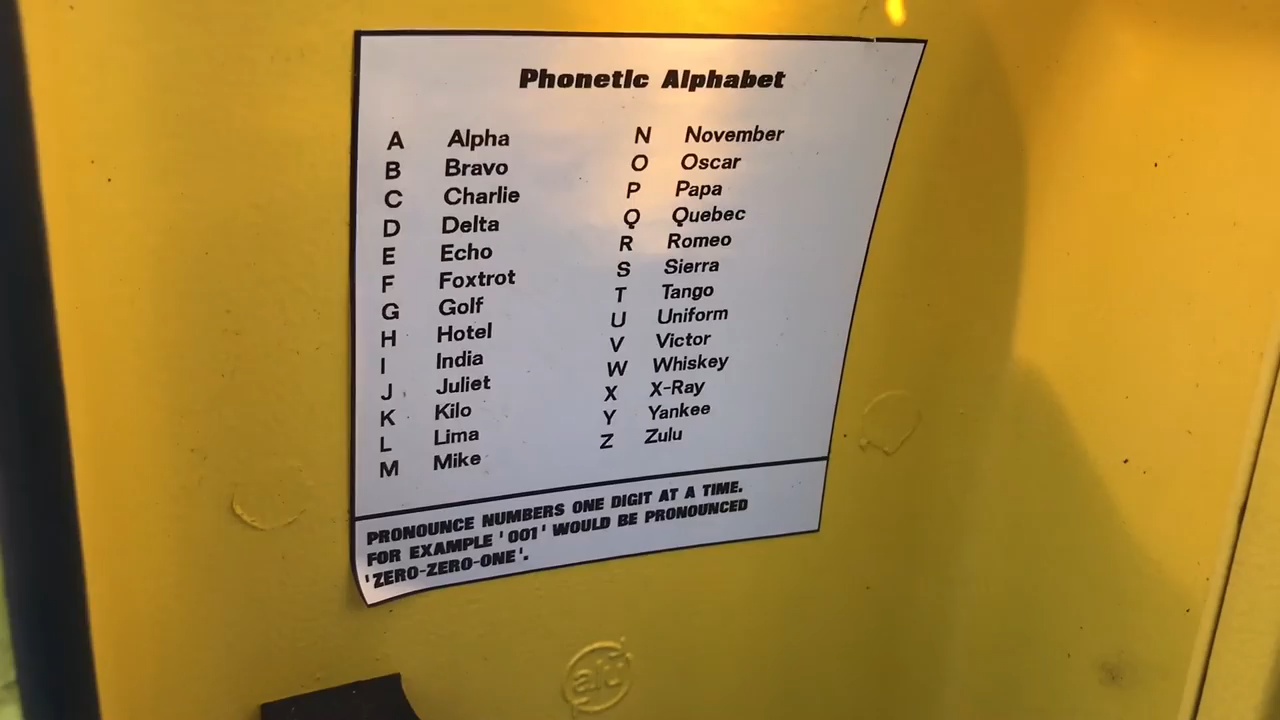 Phonetic Alphabet
A Alpha
B Bravo
C Charlie
D Delta
E Echo
F Foxtrot
G Golf
H Hotel
I India
J Juliet
K Kilo
L Lima
M Mike
N November
O Oscar
P Papa
Q Quebec
R Romeo
S Sierra
T Tango
U Uniform
V Victor
W Whiskey
X X-Ray
Y Yankee
Z Zulu
PRONOUNCE NUMBERS ONE DIGIT AT A TIME.
FOR EXAMPLE '001' WOULD BE PRONOUNCED
'ZERO-ZERO-ONE'.